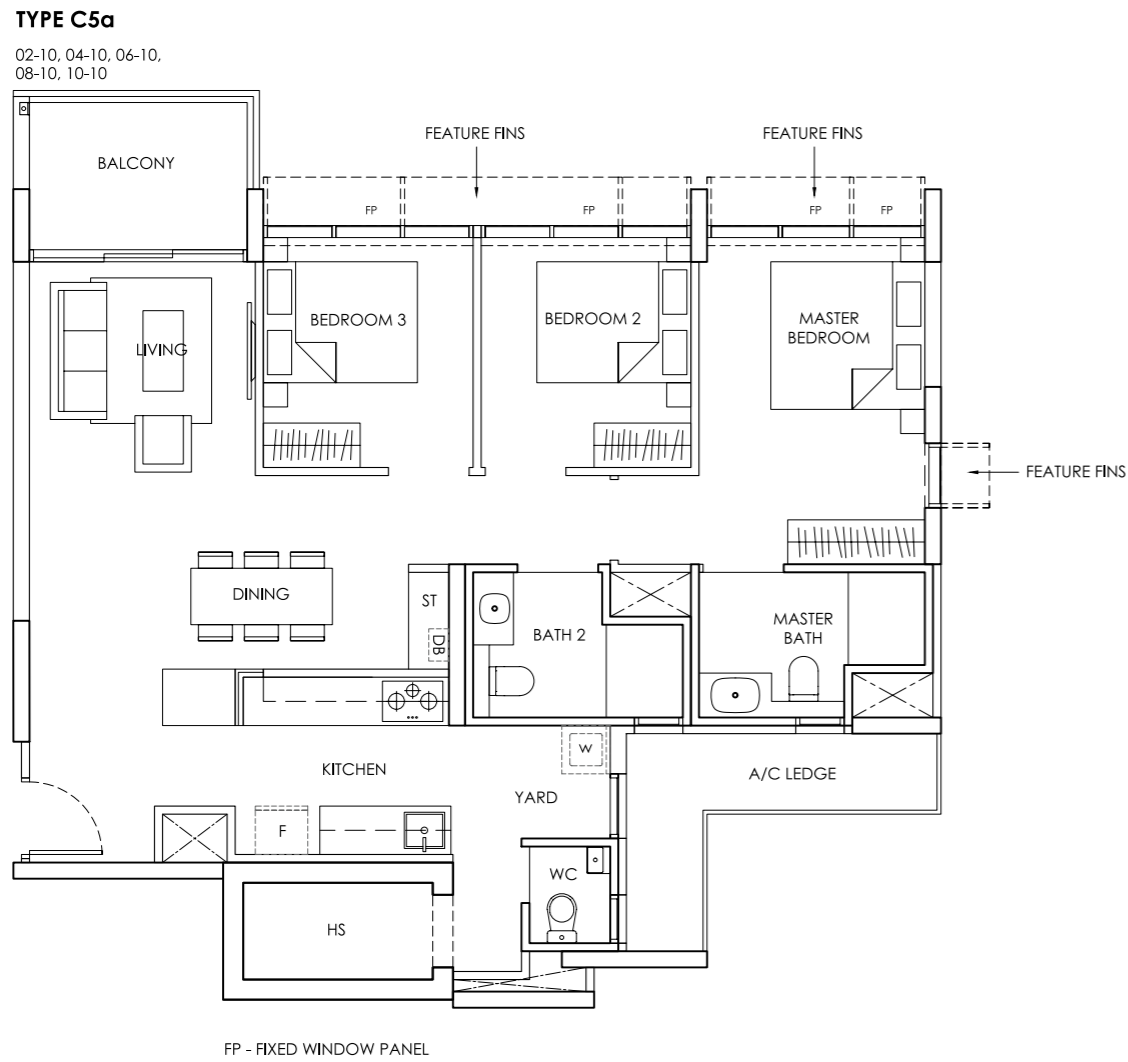 TYPE C5a
02-10, 04-10, 06-10,
08-10, 10-10
BALCONY
FEATURE FINS
FEATURE FINS
FP
FP
FP
FP
BEDROOM 3
BEDROOM 2
MASTER
BEDROOM
LIVING
FEATURE FINS
DINING
ST
DB
BATH 2
MASTER
BATH
W
KITCHEN
YARD
A/C LEDGE
F
WC
HS
FP - FIXED WINDOW PANEL